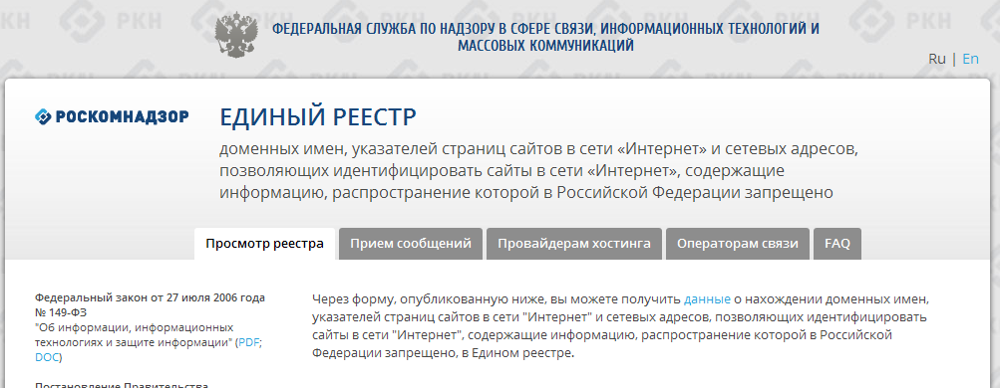 ФЕДЕРАЛЬНАЯ СЛУЖБА ПО НАДЗОРУ В СФЕРЕ СВЯЗИ, ИНФОРМАЦИОННЫХ ТЕХНОЛОГИЙ И
МАССОВЫХ КОММУНИКАЦИЙ
Ru | En
РОСКОМНАДЗОР
ЕДИНЫЙ РЕЕСТР
доменных имен, указателей страниц сайтов в сети «Интернет» и сетевых адресов,
позволяющих идентифицировать сайты в сети «Интернет», содержащие
информацию, распространение которой в Российской Федерации запрещено
Просмотр реестра
Прием сообщений
Провайдерам хостинга
Операторам связи
FAQ
Федеральный закон от 27 июля 2006 года
№ 149-ФЗ
"Об информации, информационных
технологиях и защите информации" (PDF;
DOC)
Постановление Правительства
Через форму, опубликованную ниже, вы можете получить данные о нахождении доменных имен,
указателей страниц сайтов в сети "Интернет" и сетевых адресов, позволяющих идентифицировать
сайты в сети "Интернет", содержащие информацию, распространение которой в Российской
Федерации запрещено, в Едином реестре.